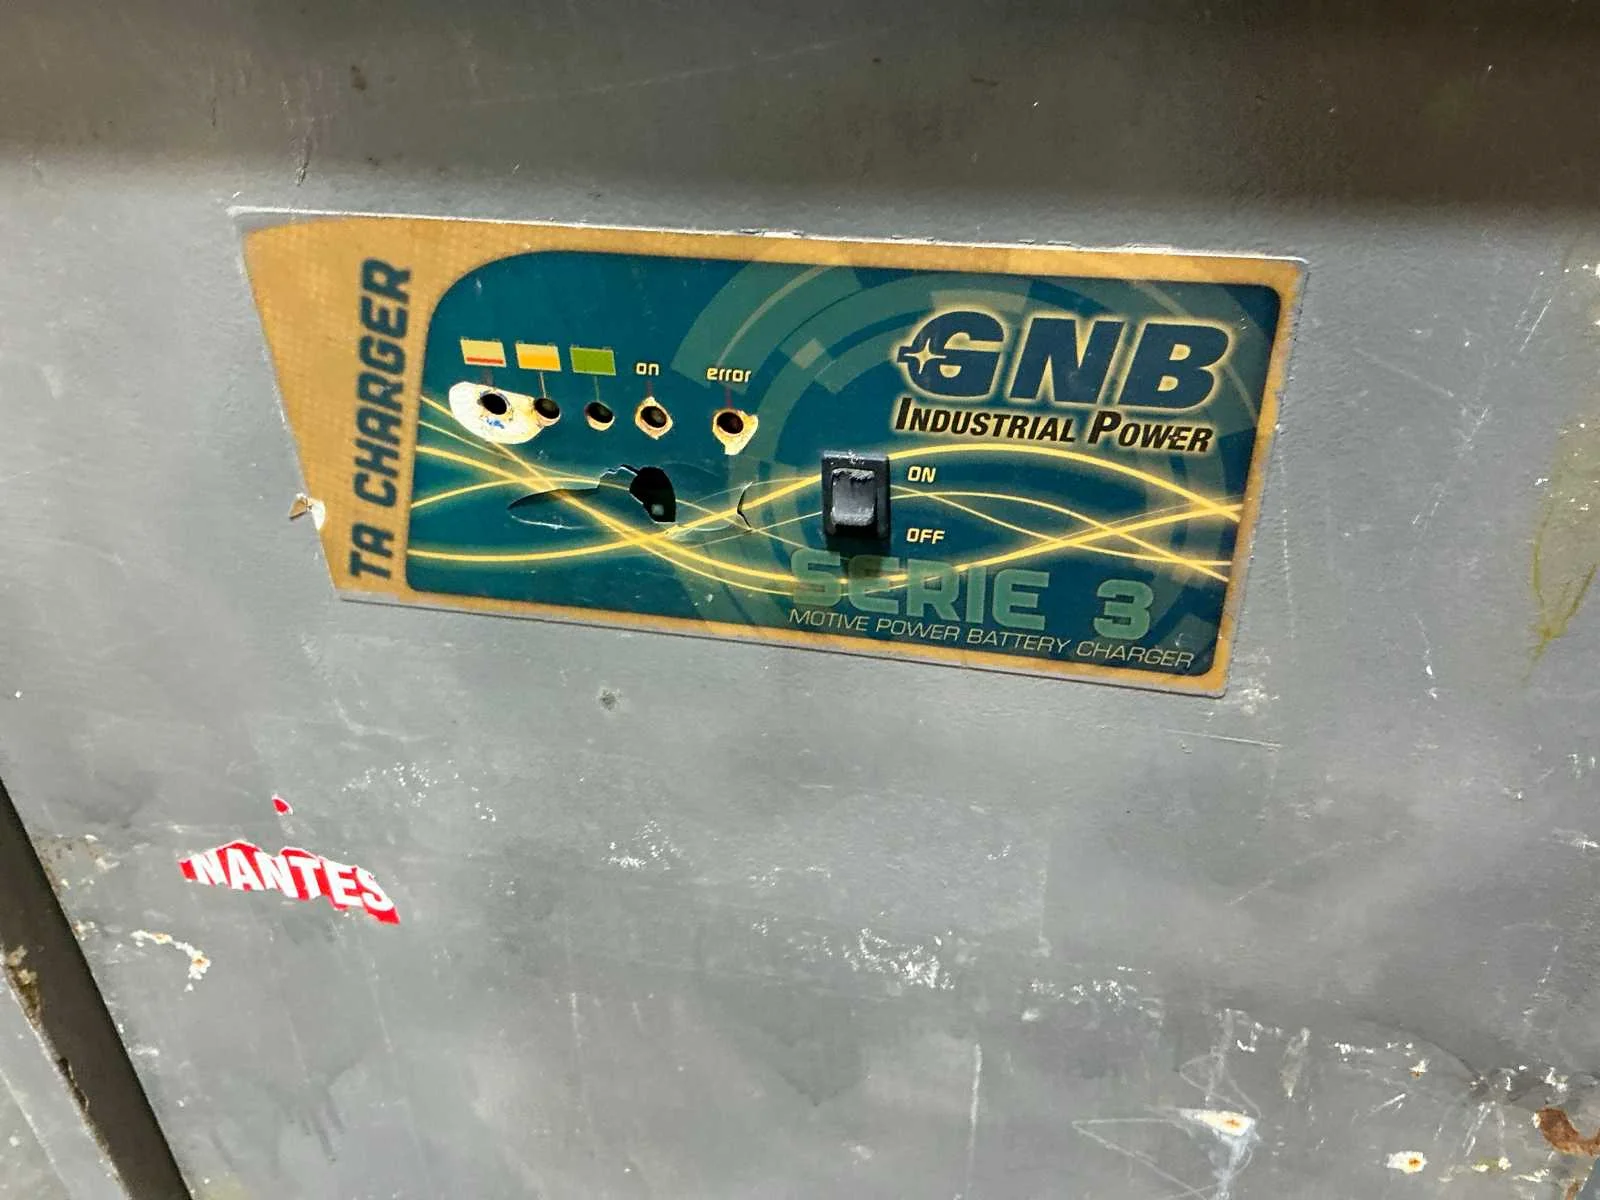 TA CHARGER
on
error
GNB
INDUSTRIAL POWER
ON
OFF
SERIE 3
MOTIVE POWER BATTERY CHARGER
NANTES